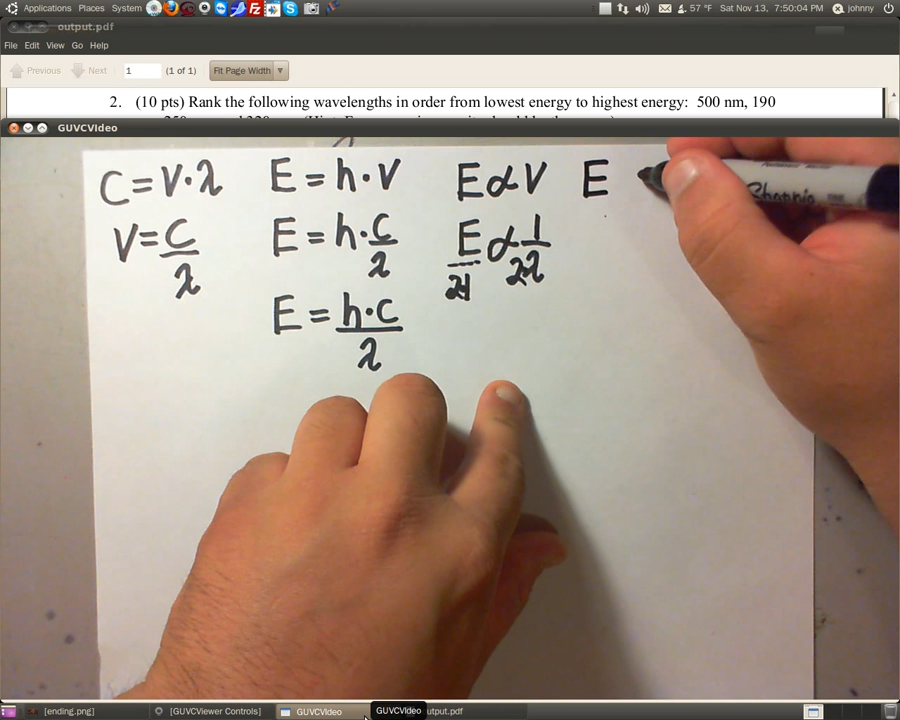 Applications Places System 57 °F Sat Nov 13, 7:50:04 PM johnny
output.pdf
File Edit View Go Help
Previous Next 1 (1 of 1) Fit Page Width
2. (10 pts) Rank the following wavelengths in order from lowest energy to highest energy: 500 nm, 190
GUVCVIdeo
C=V·λ E=h·V E∝V E
V=C/λ E=h·C/λ E/21 ∝ 1/2λ
E=h·C/λ
Sharpie
[ending.png] [GUVCViewer Controls] GUVCVIdeo GUVCVIdeo utput.pdf